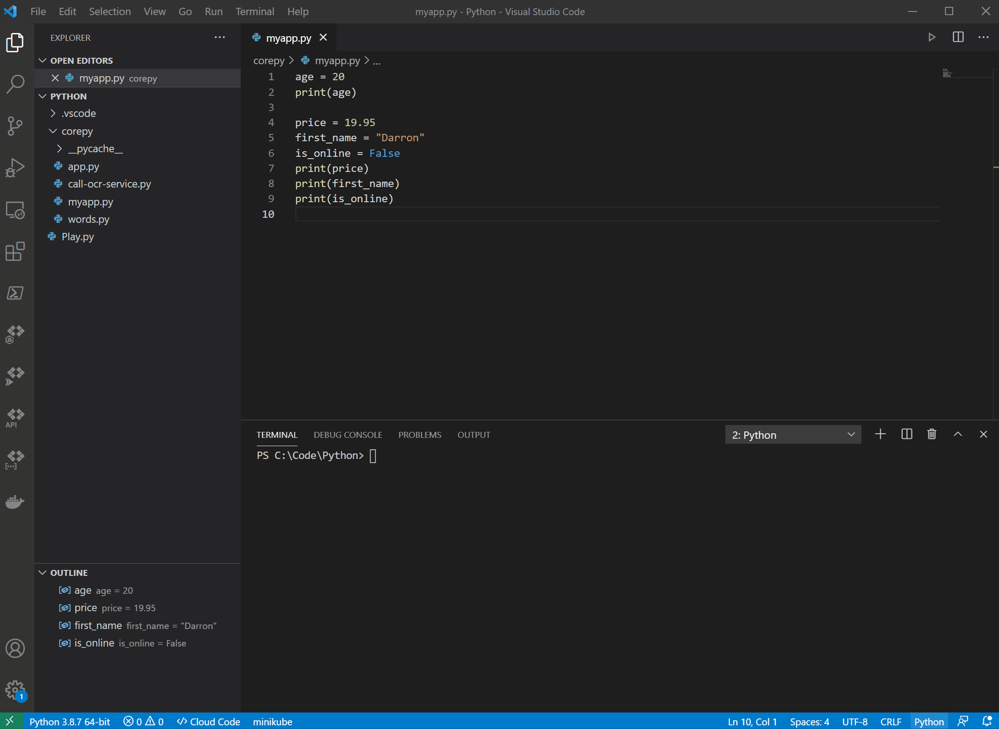 File Edit Selection View Go Run Terminal Help
myapp.py - Python - Visual Studio Code
EXPLORER
OPEN EDITORS
myapp.py corepy
PYTHON
.vscode
corepy
__pycache__
app.py
call-ocr-service.py
myapp.py
words.py
Play.py
OUTLINE
age age = 20
price price = 19.95
first_name first_name = "Darron"
is_online is_online = False
API
1
myapp.py
corepy > myapp.py > ...
1 age = 20
2 print(age)
3
4 price = 19.95
5 first_name = "Darron"
6 is_online = False
7 print(price)
8 print(first_name)
9 print(is_online)
10
TERMINAL DEBUG CONSOLE PROBLEMS OUTPUT
2: Python
PS C:\Code\Python>
Python 3.8.7 64-bit 0 0 Cloud Code minikube
Ln 10, Col 1 Spaces: 4 UTF-8 CRLF Python